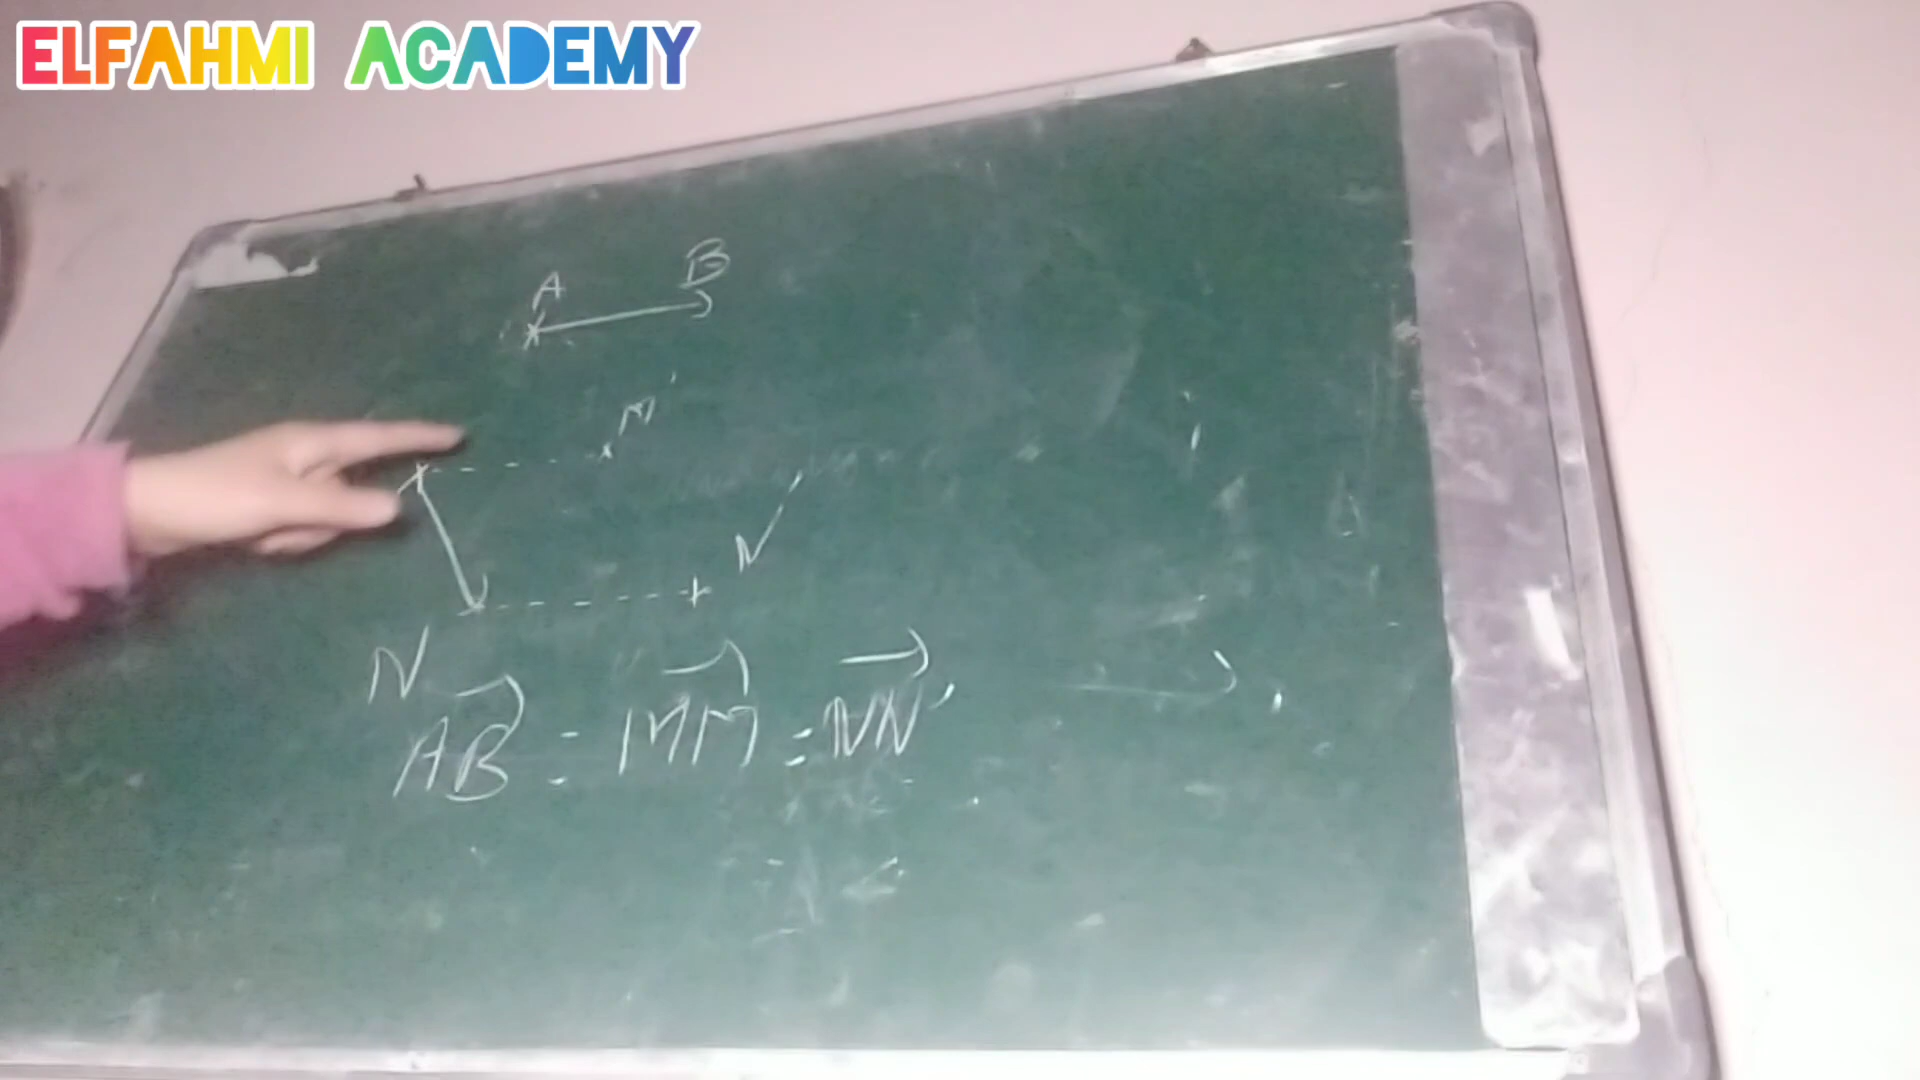 ELFAHMI ACADEMY
A B
M'
N'
N
AB = MM = NN'